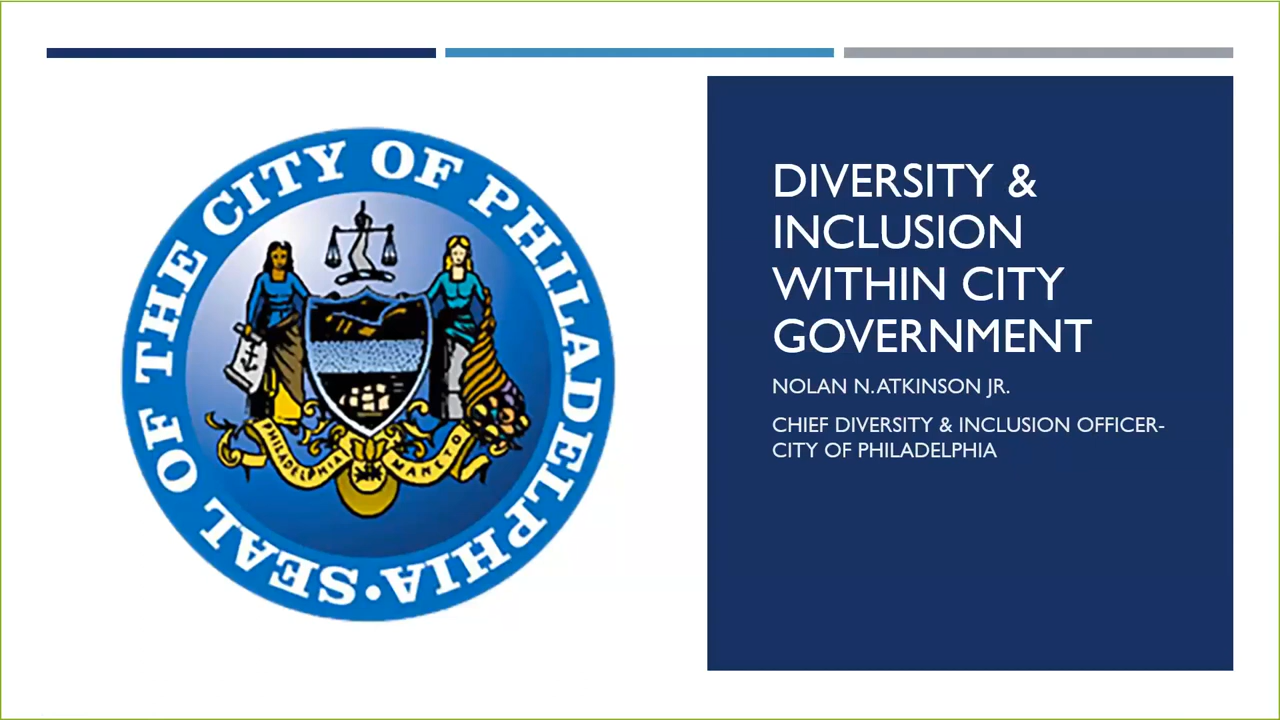 SEAL OF THE CITY OF PHILADELPHIA
PHILADELPHIA MANETO
DIVERSITY &
INCLUSION
WITHIN CITY
GOVERNMENT
NOLAN N. ATKINSON JR.
CHIEF DIVERSITY & INCLUSION OFFICER-
CITY OF PHILADELPHIA